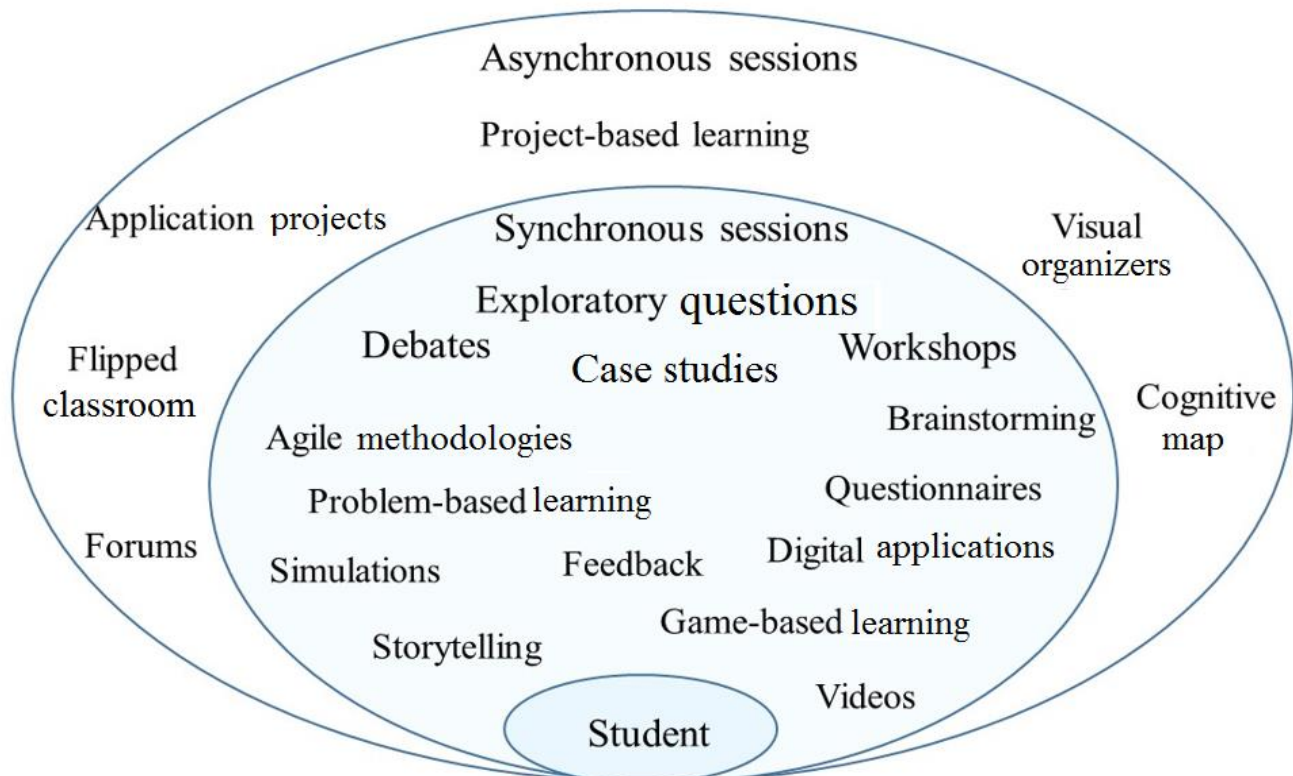 Asynchronous sessions
Project-based learning
Application projects
Visual
organizers
Flipped
classroom
Cognitive
map
Forums
Synchronous sessions
Exploratory questions
Debates
Case studies
Workshops
Brainstorming
Agile methodologies
Problem-based learning
Questionnaires
Simulations
Feedback
Digital applications
Game-based learning
Storytelling
Videos
Student